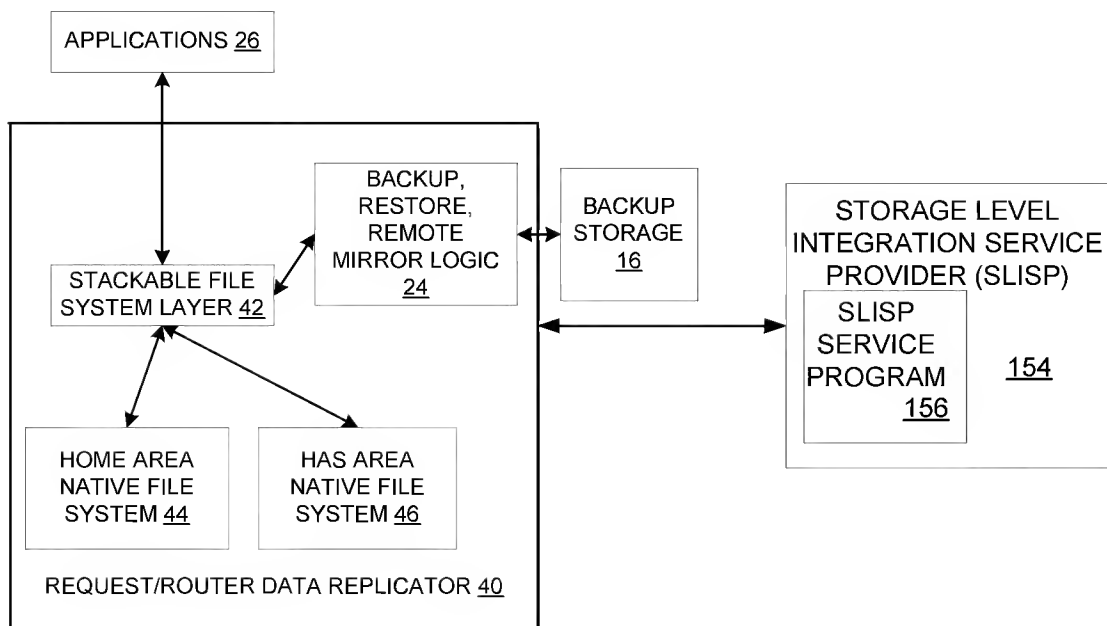 APPLICATIONS 26
BACKUP,
RESTORE,
REMOTE
MIRROR LOGIC
24
BACKUP
STORAGE
16
STORAGE LEVEL
INTEGRATION SERVICE
PROVIDER (SLISP)
SLISP
SERVICE
PROGRAM
156
154
STACKABLE FILE
SYSTEM LAYER 42
HOME AREA
NATIVE FILE
SYSTEM 44
HAS AREA
NATIVE FILE
SYSTEM 46
REQUEST/ROUTER DATA REPLICATOR 40